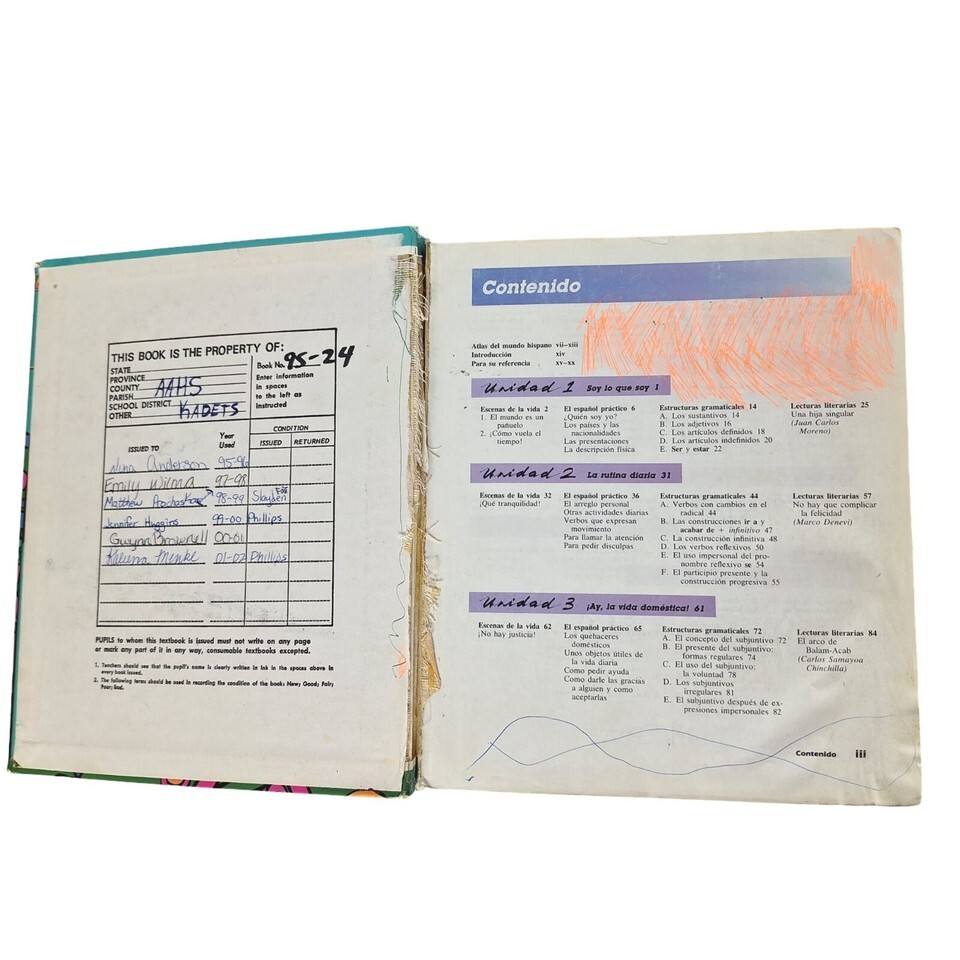 THIS BOOK IS THE PROPERTY OF:
STATE
PROVINCE
COUNTY
PARISH
SCHOOL DISTRICT
OTHER
AAHS
KADETS
Book No. 95-24
Enter information
in spaces
to the left as
instructed
CONDITION
ISSUED TO
Year
Used
ISSUED
RETURNED
Nina Anderson 95-96
Emily Wilma 97-98
Matthew 98-99
Jennifer Huggins 99-00 Phillips
Gwynn Brownell 00-01
Menke 01-02 Phillips
PUPILS to whom this textbook is issued must not write on any page
or mark any part of it in any way, consumable textbooks excepted.
1. Teachers should see that the pupil's name is clearly written in ink in the spaces above in
every book issued.
2. The following terms should be used in recording the condition of the book: New; Good; Fair;
Poor; Bad.
Contenido
Atlas del mundo hispano vii–xiii
Introducción xiv
Para su referencia xv–xx
Unidad 1 Soy lo que soy 1
Escenas de la vida 2
1. El mundo es un
pañuelo
2. ¡Cómo vuela el
tiempo!
El español práctico 6
¿Quién soy yo?
Los países y las
nacionalidades
Las presentaciones
La descripción física
Estructuras gramaticales 14
A. Los sustantivos 14
B. Los adjetivos 16
C. Los artículos definidos 18
D. Los artículos indefinidos 20
E. Ser y estar 22
Lecturas literarias 25
Una hija singular
(Juan Carlos
Moreno)
Unidad 2 La rutina diaria 31
Escenas de la vida 32
¡Qué tranquilidad!
El español práctico 36
El arreglo personal
Otras actividades diarias
Verbos que expresan
movimiento
Para llamar la atención
Para pedir disculpas
Estructuras gramaticales 44
A. Verbos con cambios en el
radical 44
B. Las construcciones ir a y
acabar de + infinitivo 47
C. La construcción infinitiva 48
D. Los verbos reflexivos 50
E. El uso impersonal del pro-
nombre reflexivo se 54
F. El participio presente y la
construcción progresiva 55
Lecturas literarias 57
No hay que complicar
la felicidad
(Marco Denevi)
Unidad 3 ¡Ay, la vida doméstica! 61
Escenas de la vida 62
¡No hay justicia!
El español práctico 65
Los quehaceres
domésticos
Unos objetos útiles de
la vida diaria
Como pedir ayuda
Como darle las gracias
a alguien y como
aceptarlas
Estructuras gramaticales 72
A. El concepto del subjuntivo 72
B. El presente del subjuntivo:
formas regulares 74
C. El uso del subjuntivo:
la voluntad 78
D. Los subjuntivos
irregulares 81
E. El subjuntivo después de ex-
presiones impersonales 82
Lecturas literarias 84
El arco de
Balam-Acab
(Carlos Samayoa
Chinchilla)
Contenido iii